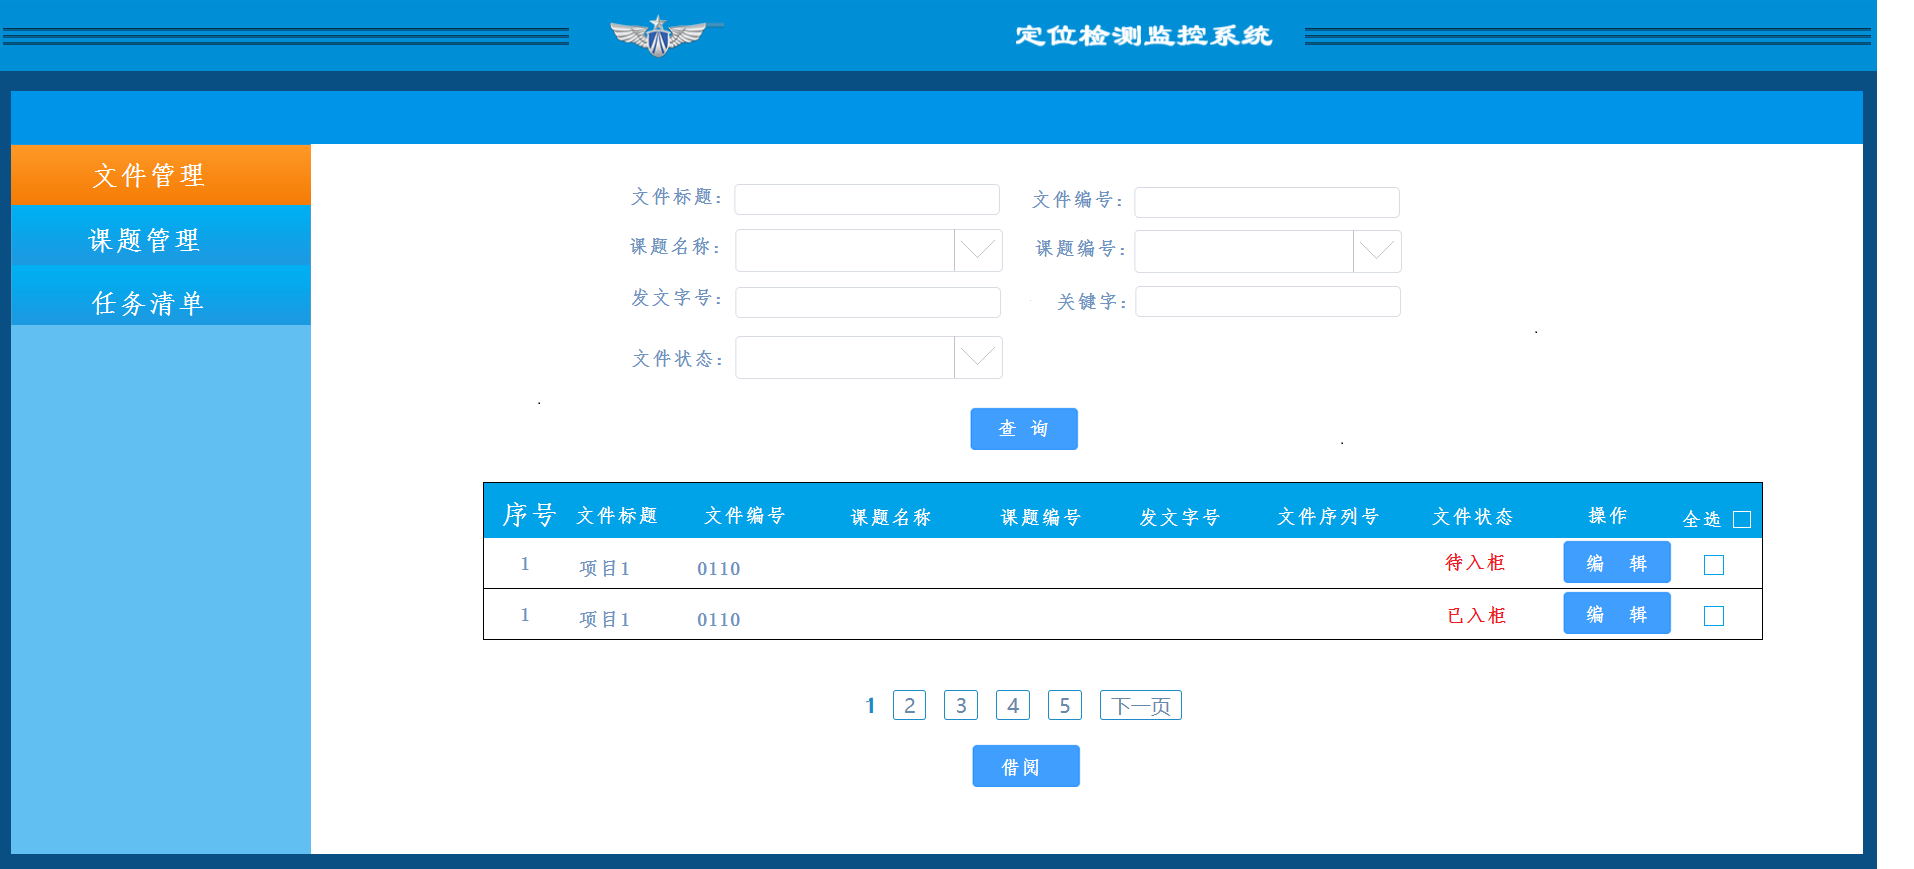 定位检测监控系统
文件管理
课题管理
任务清单
文件标题： 文件编号：
课题名称： 课题编号：
发文字号： 关键字：
文件状态：
查 询
序号 文件标题 文件编号 课题名称 课题编号 发文字号 文件序列号 文件状态 操作 全选
1 项目1 0110 待入柜 编 辑
1 项目1 0110 已入柜 编 辑
1 2 3 4 5 下一页
借阅